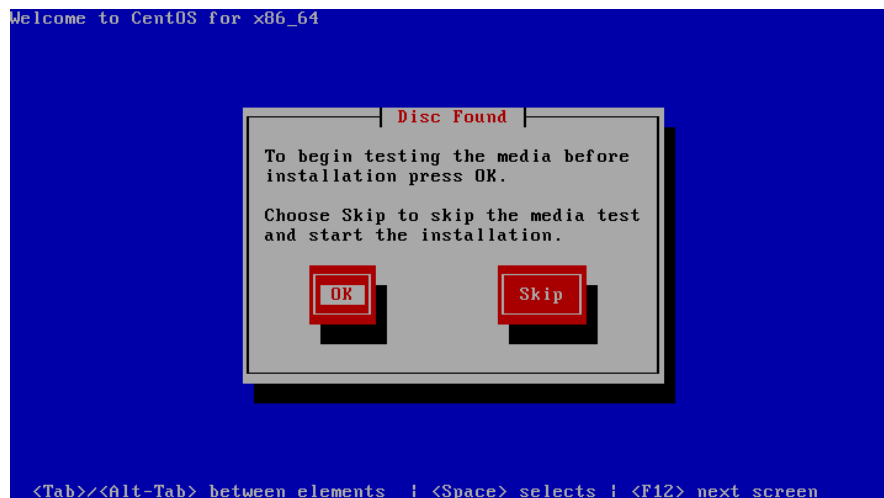 Welcome to CentOS for x86_64
Disc Found
To begin testing the media before
installation press OK.
Choose Skip to skip the media test
and start the installation.
OK Skip
<Tab>/<Alt-Tab> between elements | <Space> selects | <F12> next screen